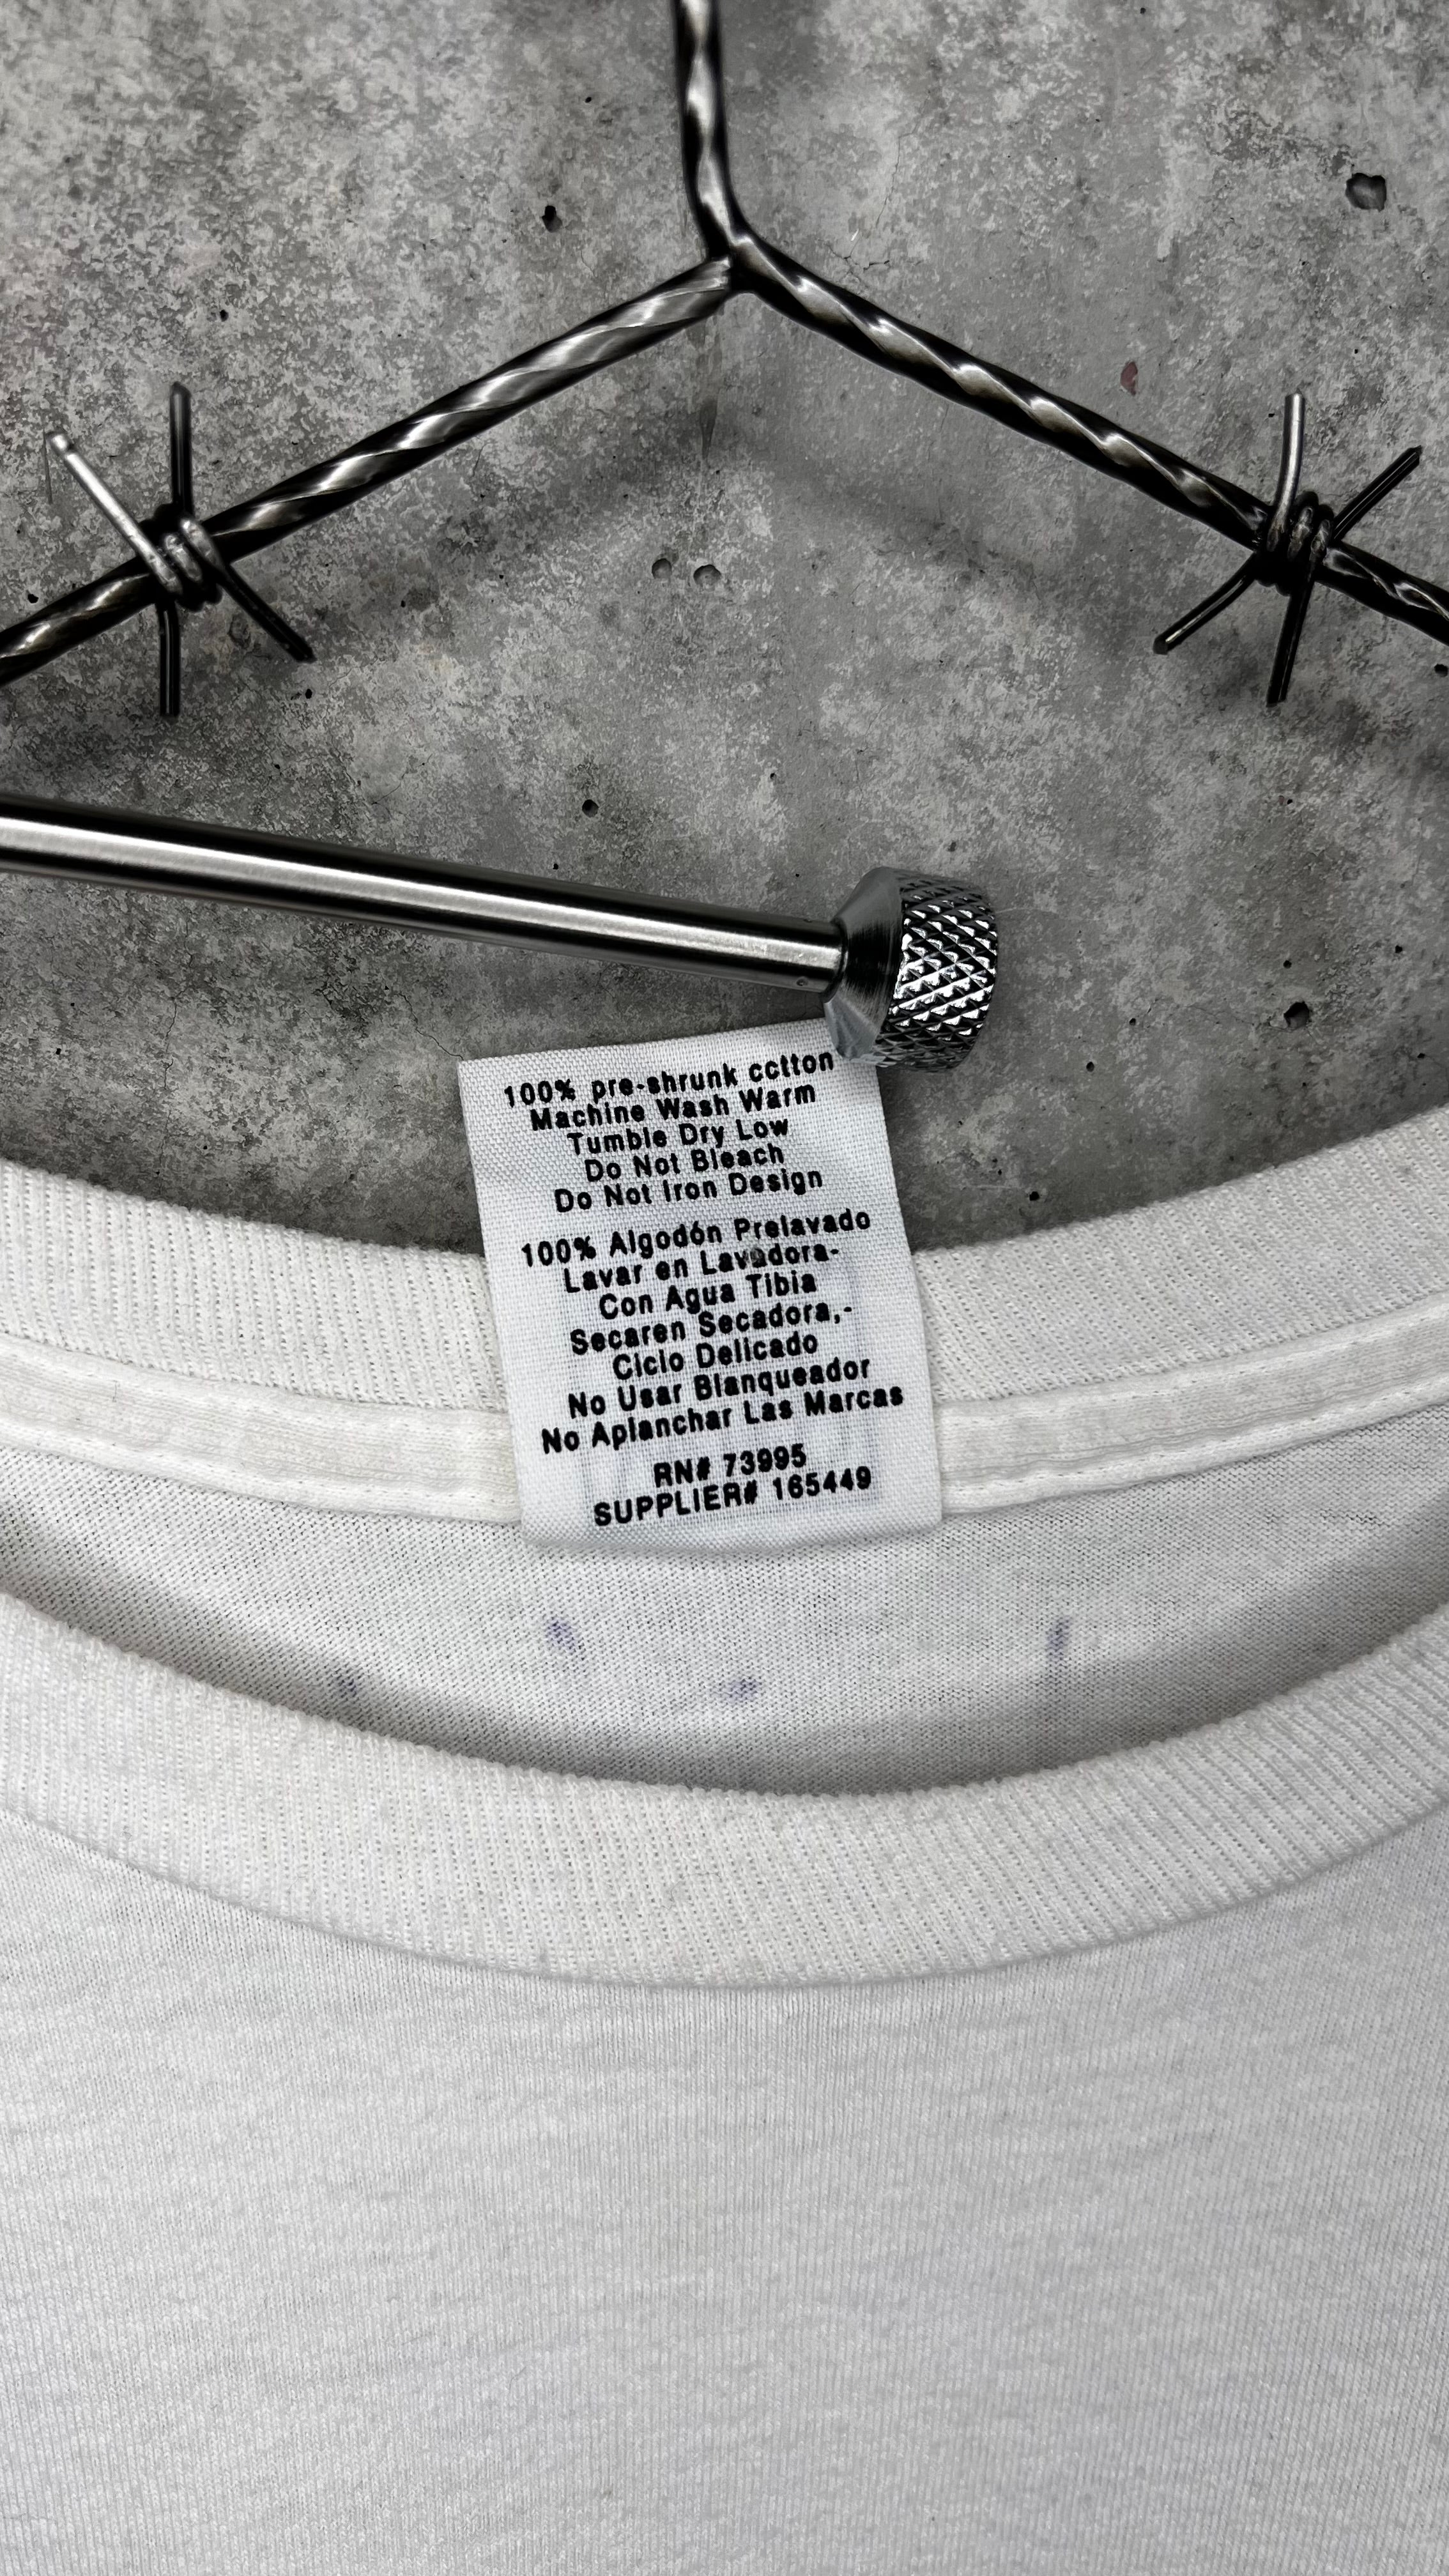 100% pre-shrunk cctton
Machine Wash Warm
Tumble Dry Low
Do Not Bleach
Do Not Iron Design
100% Algodón Prelavado
Lavar en Lavadora-
Con Agua Tibia
Secaren Secadora,-
Ciclo Delicado
No Usar Blanqueador
No Aplanchar Las Marcas
RN# 73995
SUPPLIER# 165449